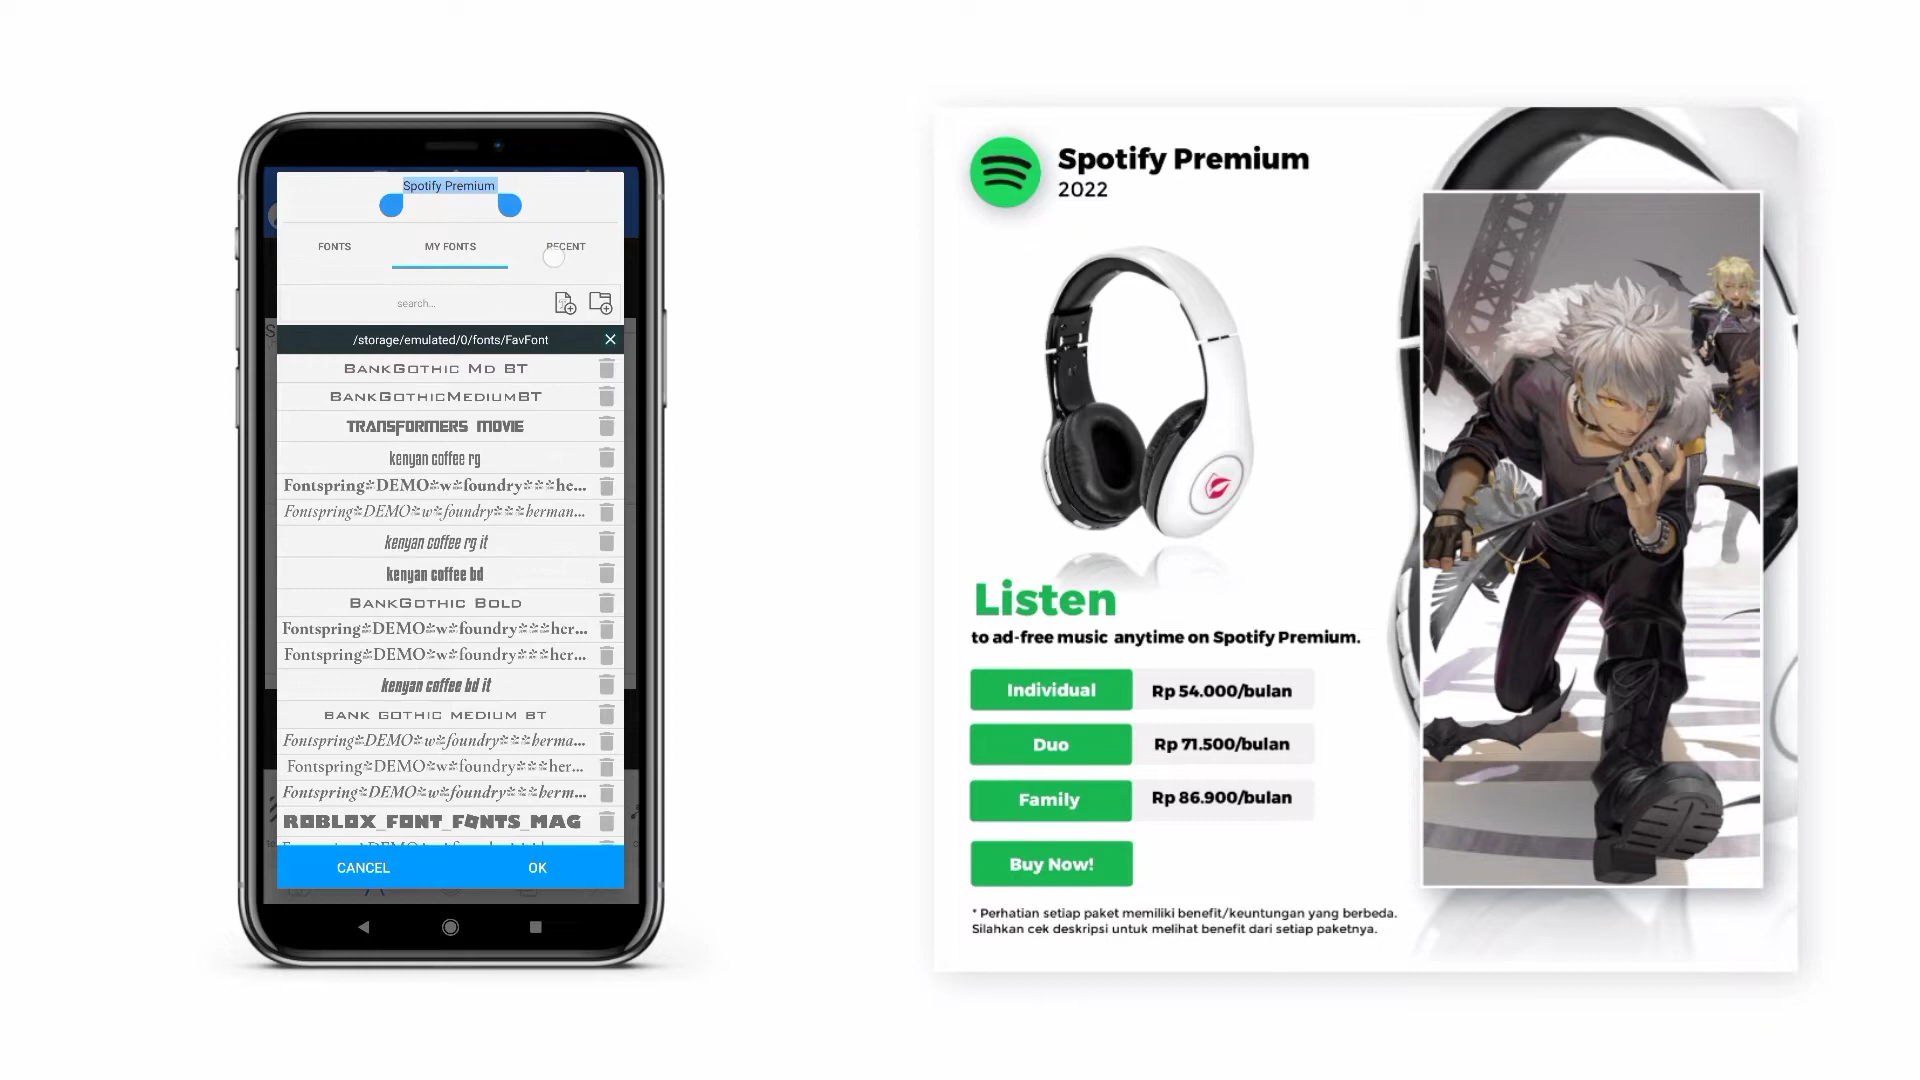 Spotify Premium
FONTS
MY FONTS
RECENT
search...
/storage/emulated/0/fonts/FavFont
BankGothic Md BT
BankGothicMediumBT
TRANSFORMERS MOVIE
kenyan coffee rg
Fontspring*DEMO*w*foundry***he...
Fontspring*DEMO*w*foundry***herman...
kenyan coffee rg it
kenyan coffee bd
BankGothic Bold
Fontspring*DEMO*w*foundry***her...
Fontspring*DEMO*w*foundry***her...
kenyan coffee bd it
BANK GOTHIC MEDIUM BT
Fontspring*DEMO*w*foundry***herma...
Fontspring*DEMO*w*foundry***her...
Fontspring*DEMO*w*foundry***herm...
ROBLOX_FONT_FONTS_MAG
CANCEL
OK
Spotify Premium
2022
Listen
to ad-free music anytime on Spotify Premium.
Individual
Rp 54.000/bulan
Duo
Rp 71.500/bulan
Family
Rp 86.900/bulan
Buy Now!
* Perhatian setiap paket memiliki benefit/keuntungan yang berbeda.
Silahkan cek deskripsi untuk melihat benefit dari setiap paketnya.